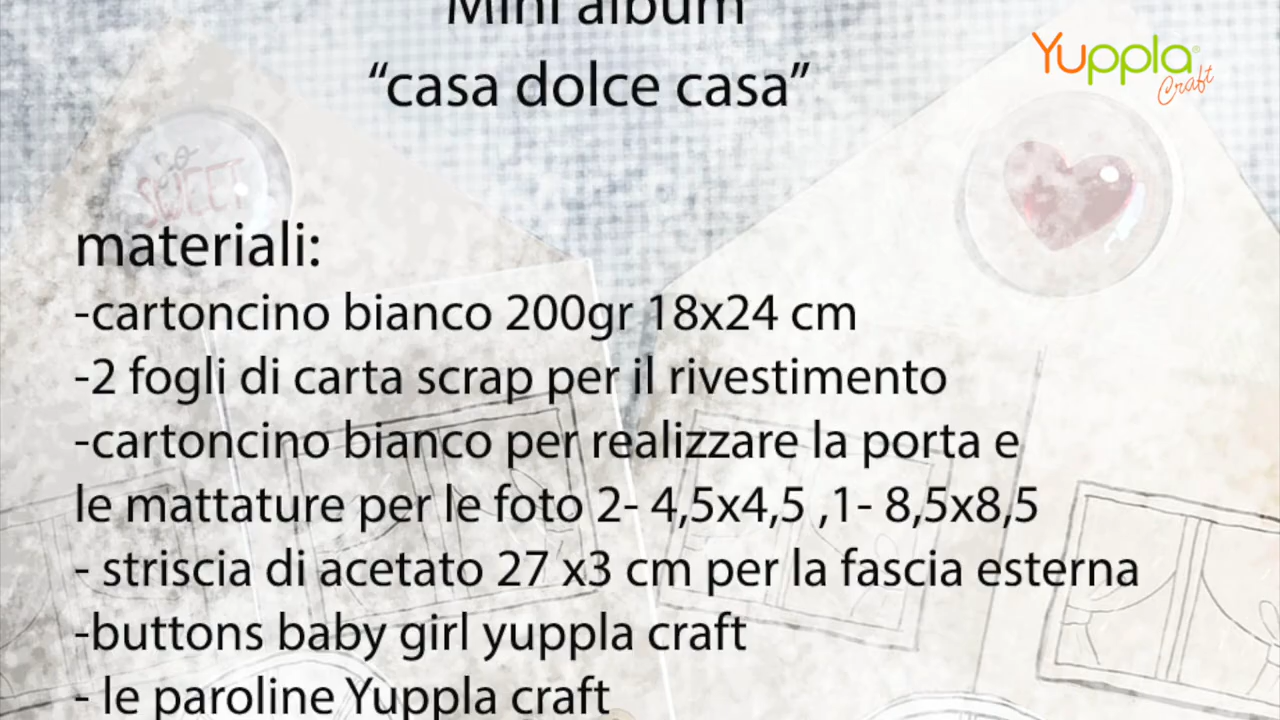 Mini album
“casa dolce casa”
Yuppla®
Craft
SWEET
materiali:
-cartoncino bianco 200gr 18x24 cm
-2 fogli di carta scrap per il rivestimento
-cartoncino bianco per realizzare la porta e
le mattature per le foto 2- 4,5x4,5 ,1- 8,5x8,5
- striscia di acetato 27 x3 cm per la fascia esterna
-buttons baby girl yuppla craft
- le paroline Yuppla craft